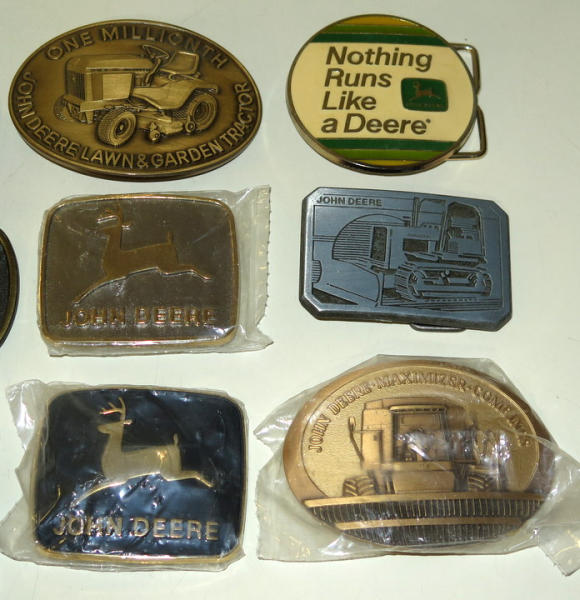 ONE MILLIONTH
JOHN DEERE LAWN & GARDEN TRACTOR
Nothing
Runs
Like
a Deere®
JOHN DEERE
JOHN DEERE
JOHN DEERE
JOHN DEERE
JOHN DEERE • MAXIMIZER • COMBINES